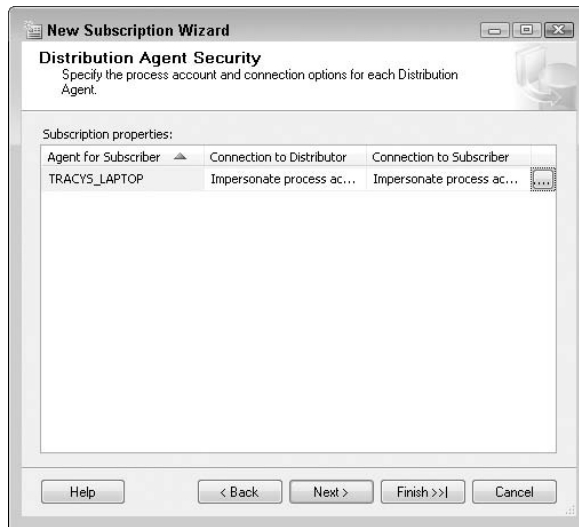 New Subscription Wizard
Distribution Agent Security
Specify the process account and connection options for each Distribution
Agent.
Subscription properties:
Agent for Subscriber Connection to Distributor Connection to Subscriber
TRACYS_LAPTOP Impersonate process ac... Impersonate process ac... ...
Help < Back Next > Finish >>| Cancel